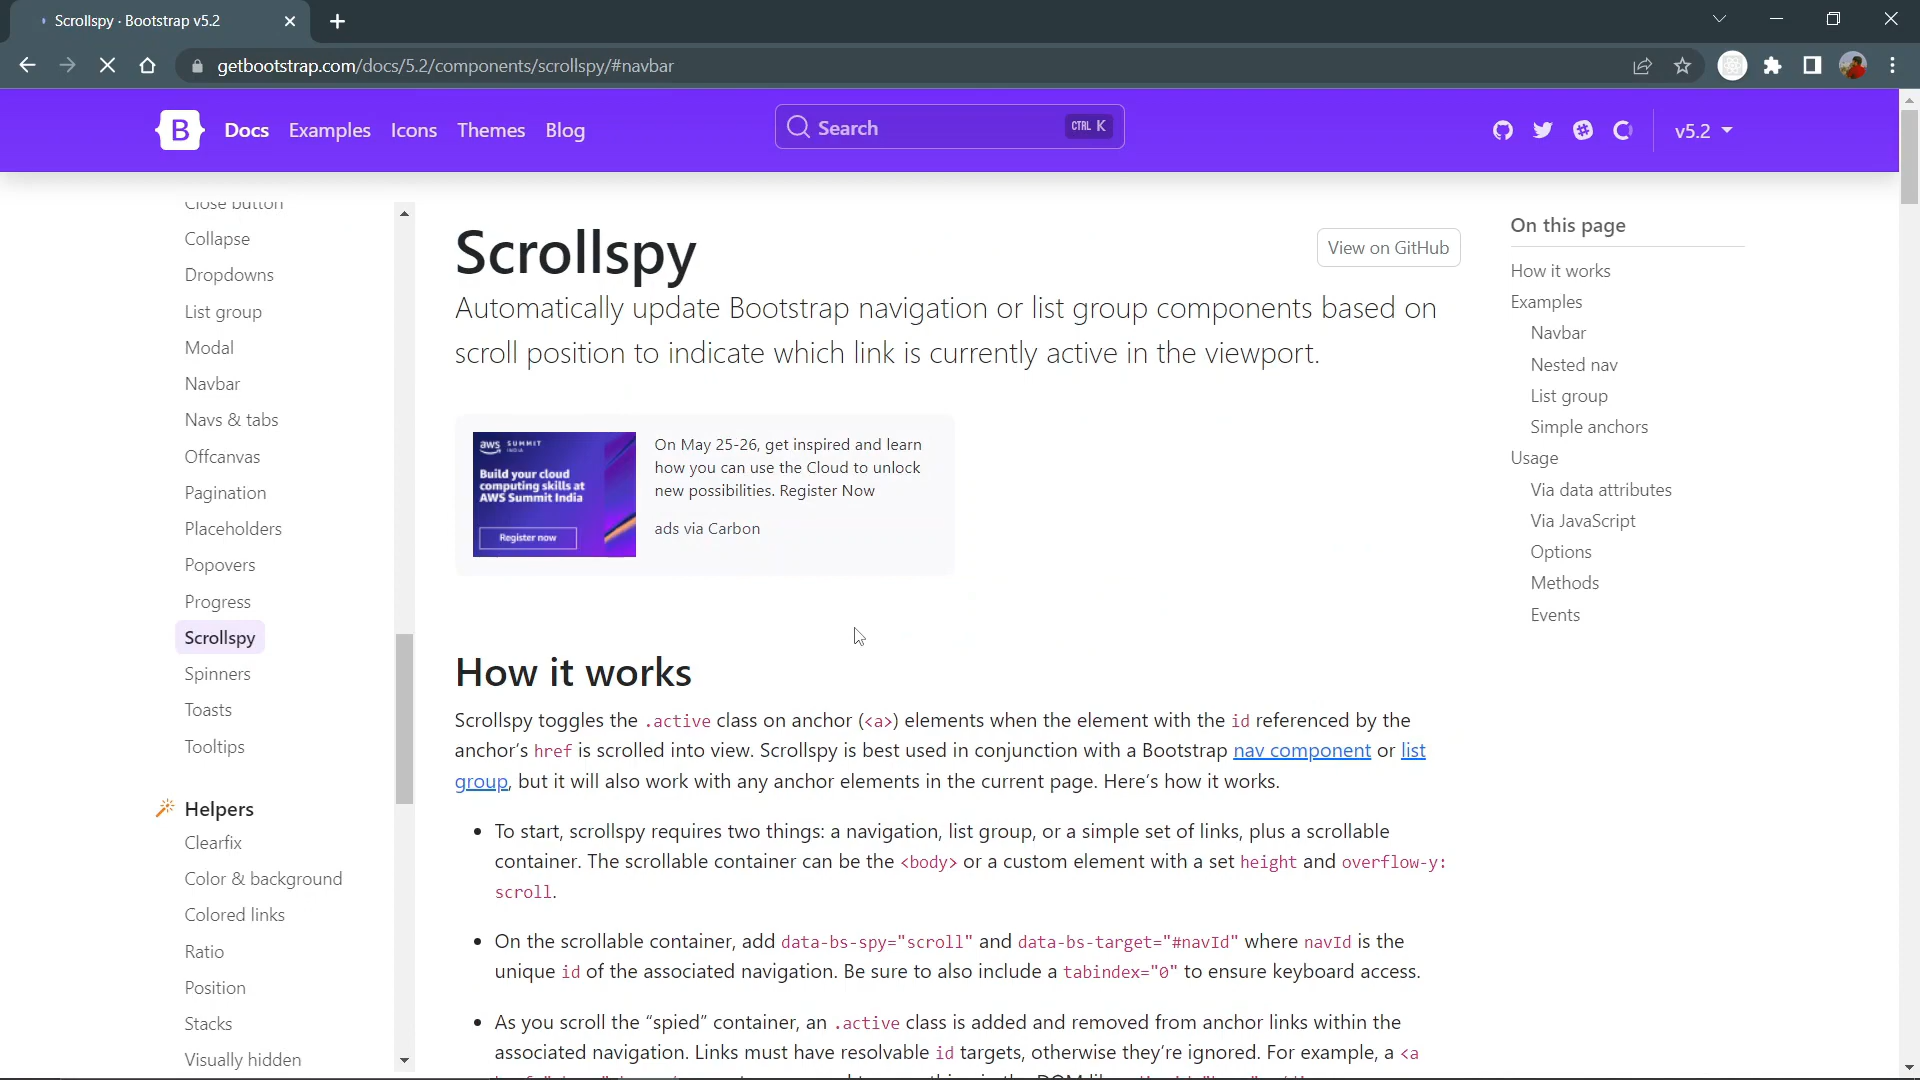 Scrollspy · Bootstrap v5.2
getbootstrap.com/docs/5.2/components/scrollspy/#navbar
B
Docs
Examples
Icons
Themes
Blog
Search
CTRL K
v5.2
Close button
Collapse
Dropdowns
List group
Modal
Navbar
Navs & tabs
Offcanvas
Pagination
Placeholders
Popovers
Progress
Scrollspy
Spinners
Toasts
Tooltips
Helpers
Clearfix
Color & background
Colored links
Ratio
Position
Stacks
Visually hidden
Scrollspy
View on GitHub
Automatically update Bootstrap navigation or list group components based on
scroll position to indicate which link is currently active in the viewport.
aws SUMMIT
INDIA
Build your cloud
computing skills at
AWS Summit India
Register now
On May 25-26, get inspired and learn
how you can use the Cloud to unlock
new possibilities. Register Now
ads via Carbon
How it works
Scrollspy toggles the .active class on anchor (<a>) elements when the element with the id referenced by the
anchor’s href is scrolled into view. Scrollspy is best used in conjunction with a Bootstrap nav component or list
group, but it will also work with any anchor elements in the current page. Here’s how it works.
• To start, scrollspy requires two things: a navigation, list group, or a simple set of links, plus a scrollable
container. The scrollable container can be the <body> or a custom element with a set height and overflow-y:
scroll.
• On the scrollable container, add data-bs-spy="scroll" and data-bs-target="#navId" where navId is the
unique id of the associated navigation. Be sure to also include a tabindex="0" to ensure keyboard access.
• As you scroll the “spied” container, an .active class is added and removed from anchor links within the
associated navigation. Links must have resolvable id targets, otherwise they’re ignored. For example, a <a
On this page
How it works
Examples
Navbar
Nested nav
List group
Simple anchors
Usage
Via data attributes
Via JavaScript
Options
Methods
Events